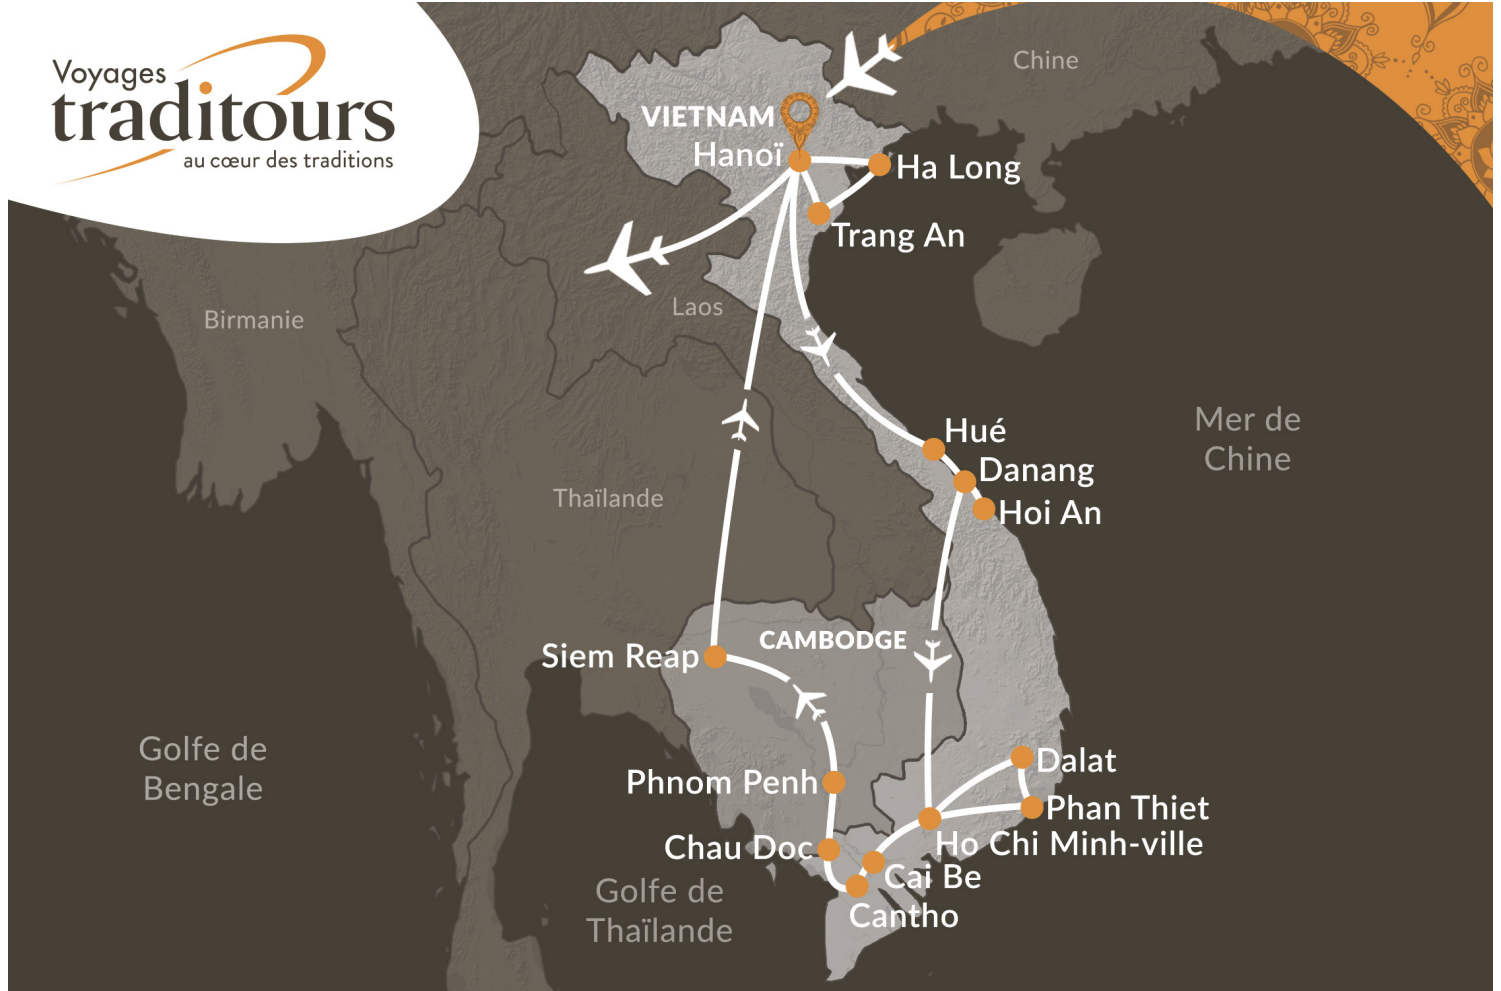 Voyages
traditours
au cœur des traditions
Chine
VIETNAM
Hanoï
Ha Long
Trang An
Laos
Birmanie
Hué
Danang
Hoi An
Mer de
Chine
Thaïlande
CAMBODGE
Siem Reap
Golfe de
Bengale
Dalat
Phnom Penh
Phan Thiet
Ho Chi Minh-ville
Chau Doc
Cai Be
Cantho
Golfe de
Thaïlande